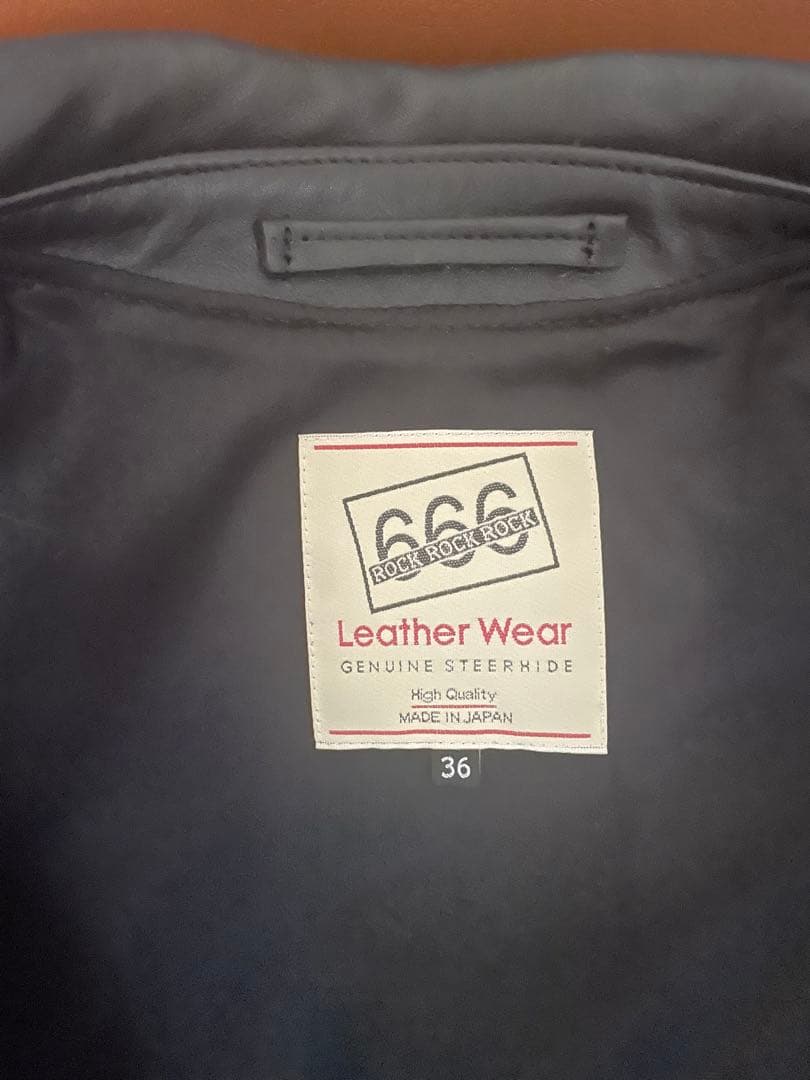 666
ROCK ROCK ROCK
Leather Wear
GENUINE STEERHIDE
High Quality
MADE IN JAPAN
36